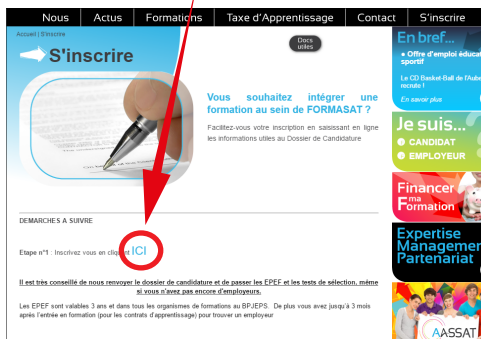 Nous Actus Formations Taxe d'Apprentissage Contact S'inscrire
Accueil | S'inscrire
S'inscrire
Docs
utiles
Vous souhaitez intégrer une
formation au sein de FORMASAT ?
Facilitez-vous votre inscription en saisissant en ligne
les informations utiles au Dossier de Candidature
DEMARCHES A SUIVRE
Etape n°1 : Inscrivez vous en cliquant ICI
Il est très conseillé de nous renvoyer le dossier de candidature et de passer les EPEF et les tests de sélection, même
si vous n'avez pas encore d'employeurs.
Les EPEF sont valables 3 ans et dans tous les organismes de formations au BPJEPS. De plus vous avez jusqu'à 3 mois
après l'entrée en formation (pour les contrats d'apprentissage) pour trouver un employeur
En bref...
• Offre d'emploi éducat
sportif
Le CD Basket-Ball de l'Aube
recrute !
En savoir plus
Je suis...
CANDIDAT
EMPLOYEUR
Financer
ma
Formation
Expertise
Managemen
Partenariat
AASSAT